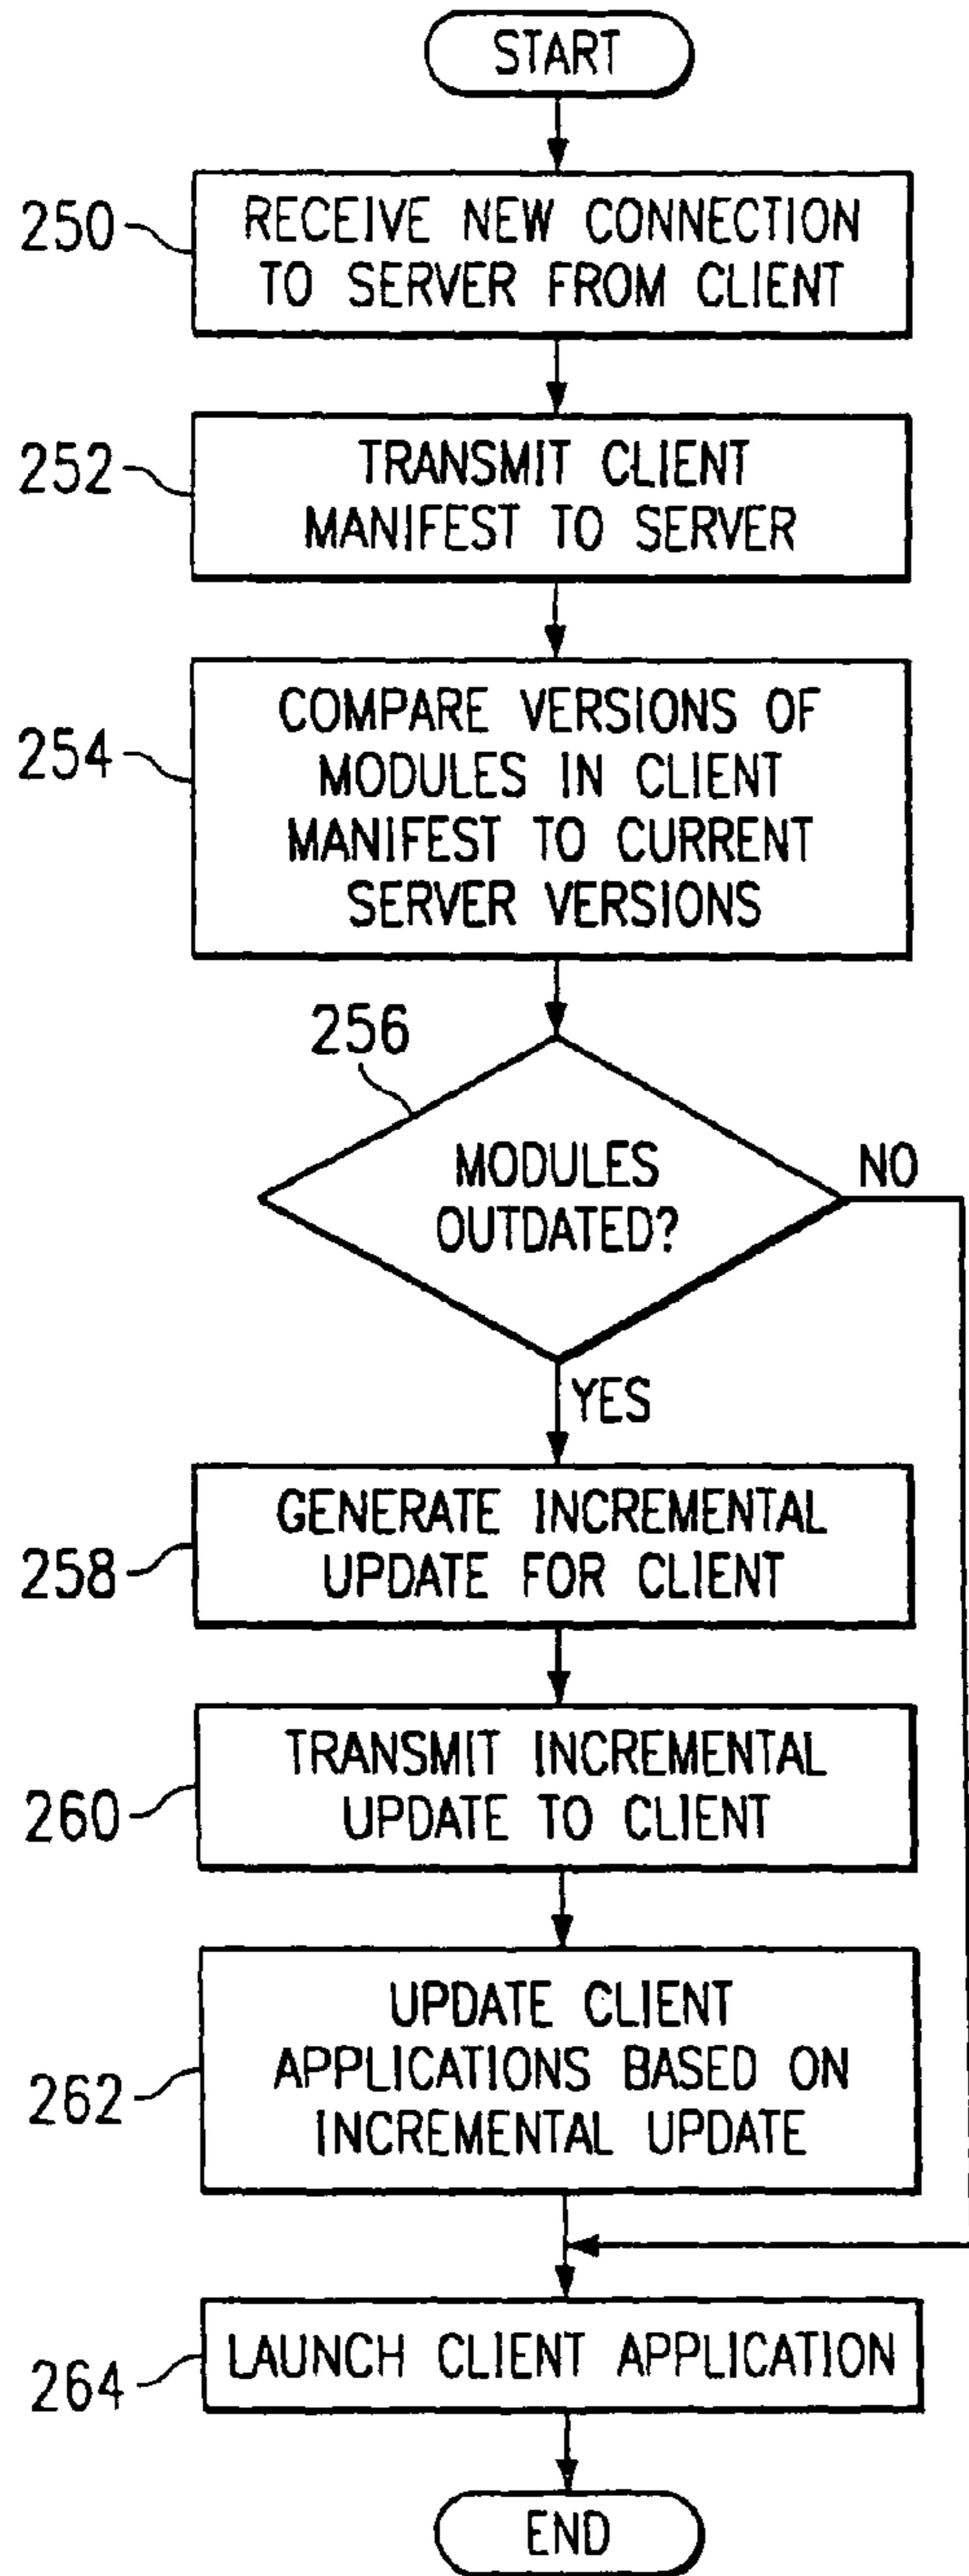 START
250
RECEIVE NEW CONNECTION
TO SERVER FROM CLIENT
252
TRANSMIT CLIENT
MANIFEST TO SERVER
254
COMPARE VERSIONS OF
MODULES IN CLIENT
MANIFEST TO CURRENT
SERVER VERSIONS
256
MODULES
OUTDATED?
NO
YES
258
GENERATE INCREMENTAL
UPDATE FOR CLIENT
260
TRANSMIT INCREMENTAL
UPDATE TO CLIENT
262
UPDATE CLIENT
APPLICATIONS BASED ON
INCREMENTAL UPDATE
264
LAUNCH CLIENT APPLICATION
END